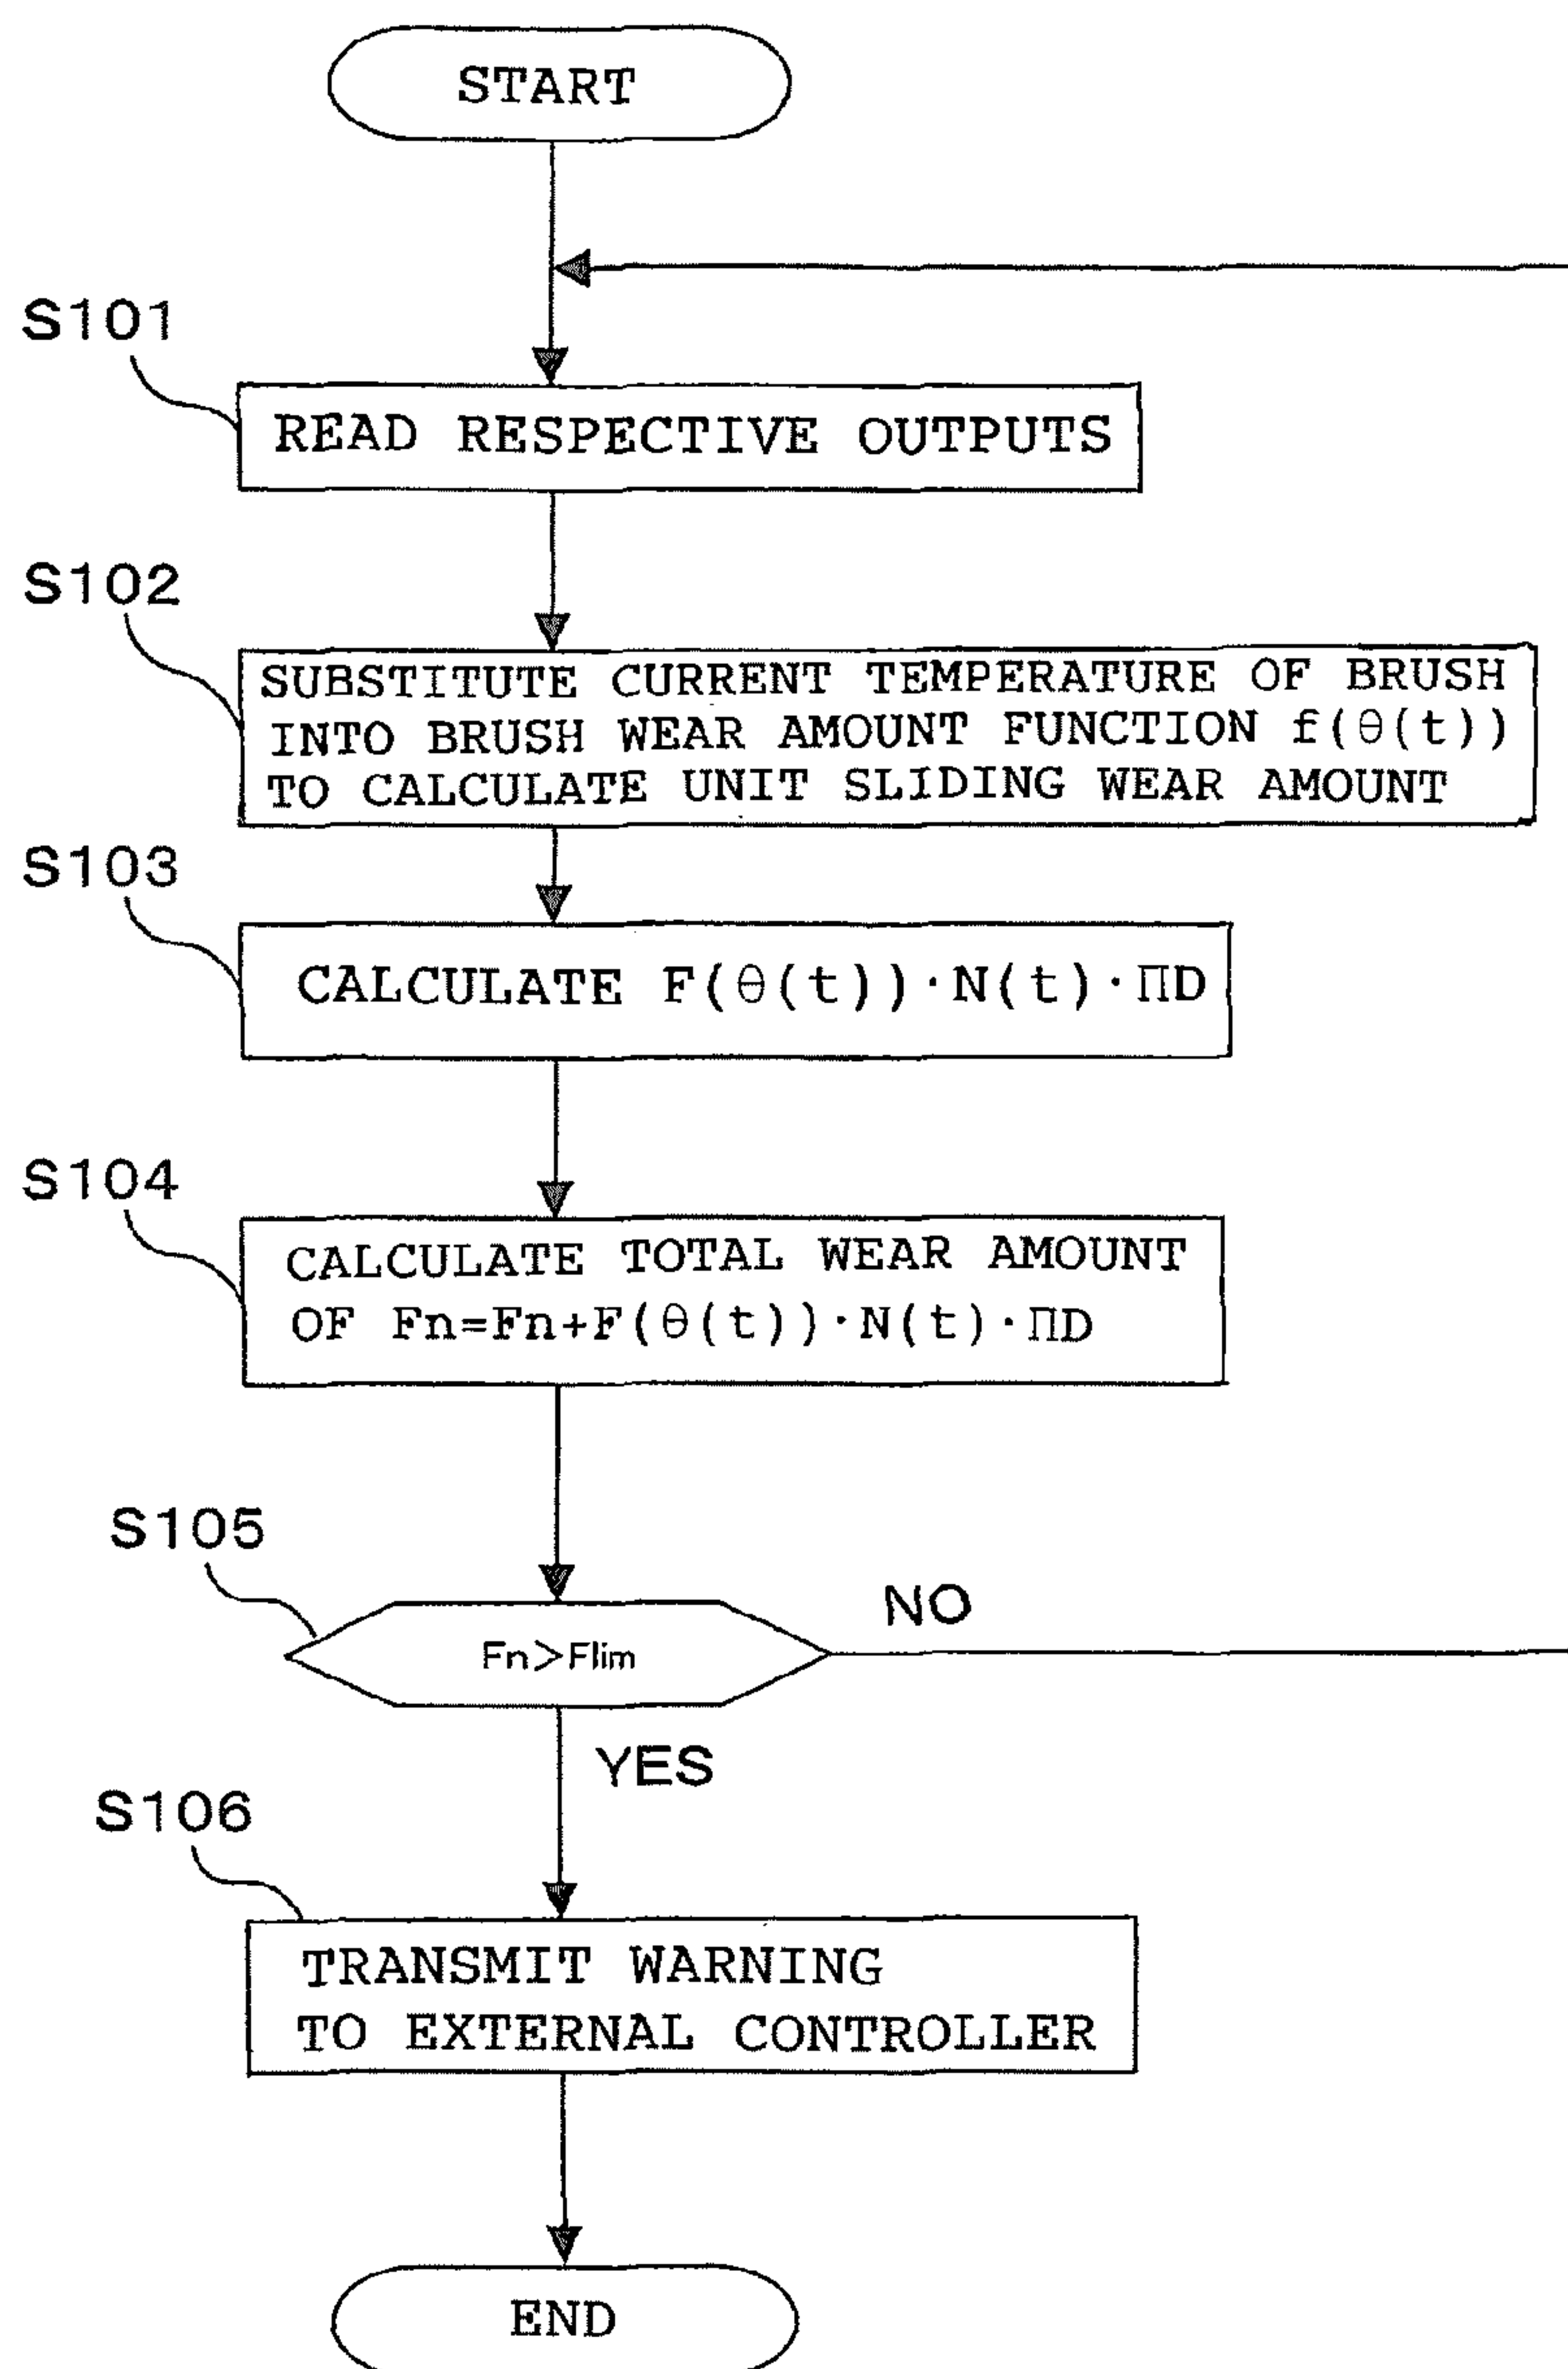 START
S101
READ RESPECTIVE OUTPUTS
S102
SUBSTITUTE CURRENT TEMPERATURE OF BRUSH
INTO BRUSH WEAR AMOUNT FUNCTION f(θ(t))
TO CALCULATE UNIT SLIDING WEAR AMOUNT
S103
CALCULATE F(θ(t))·N(t)·ΠD
S104
CALCULATE TOTAL WEAR AMOUNT
OF Fn=Fn+F(θ(t))·N(t)·ΠD
S105
Fn>Flim
NO
YES
S106
TRANSMIT WARNING
TO EXTERNAL CONTROLLER
END